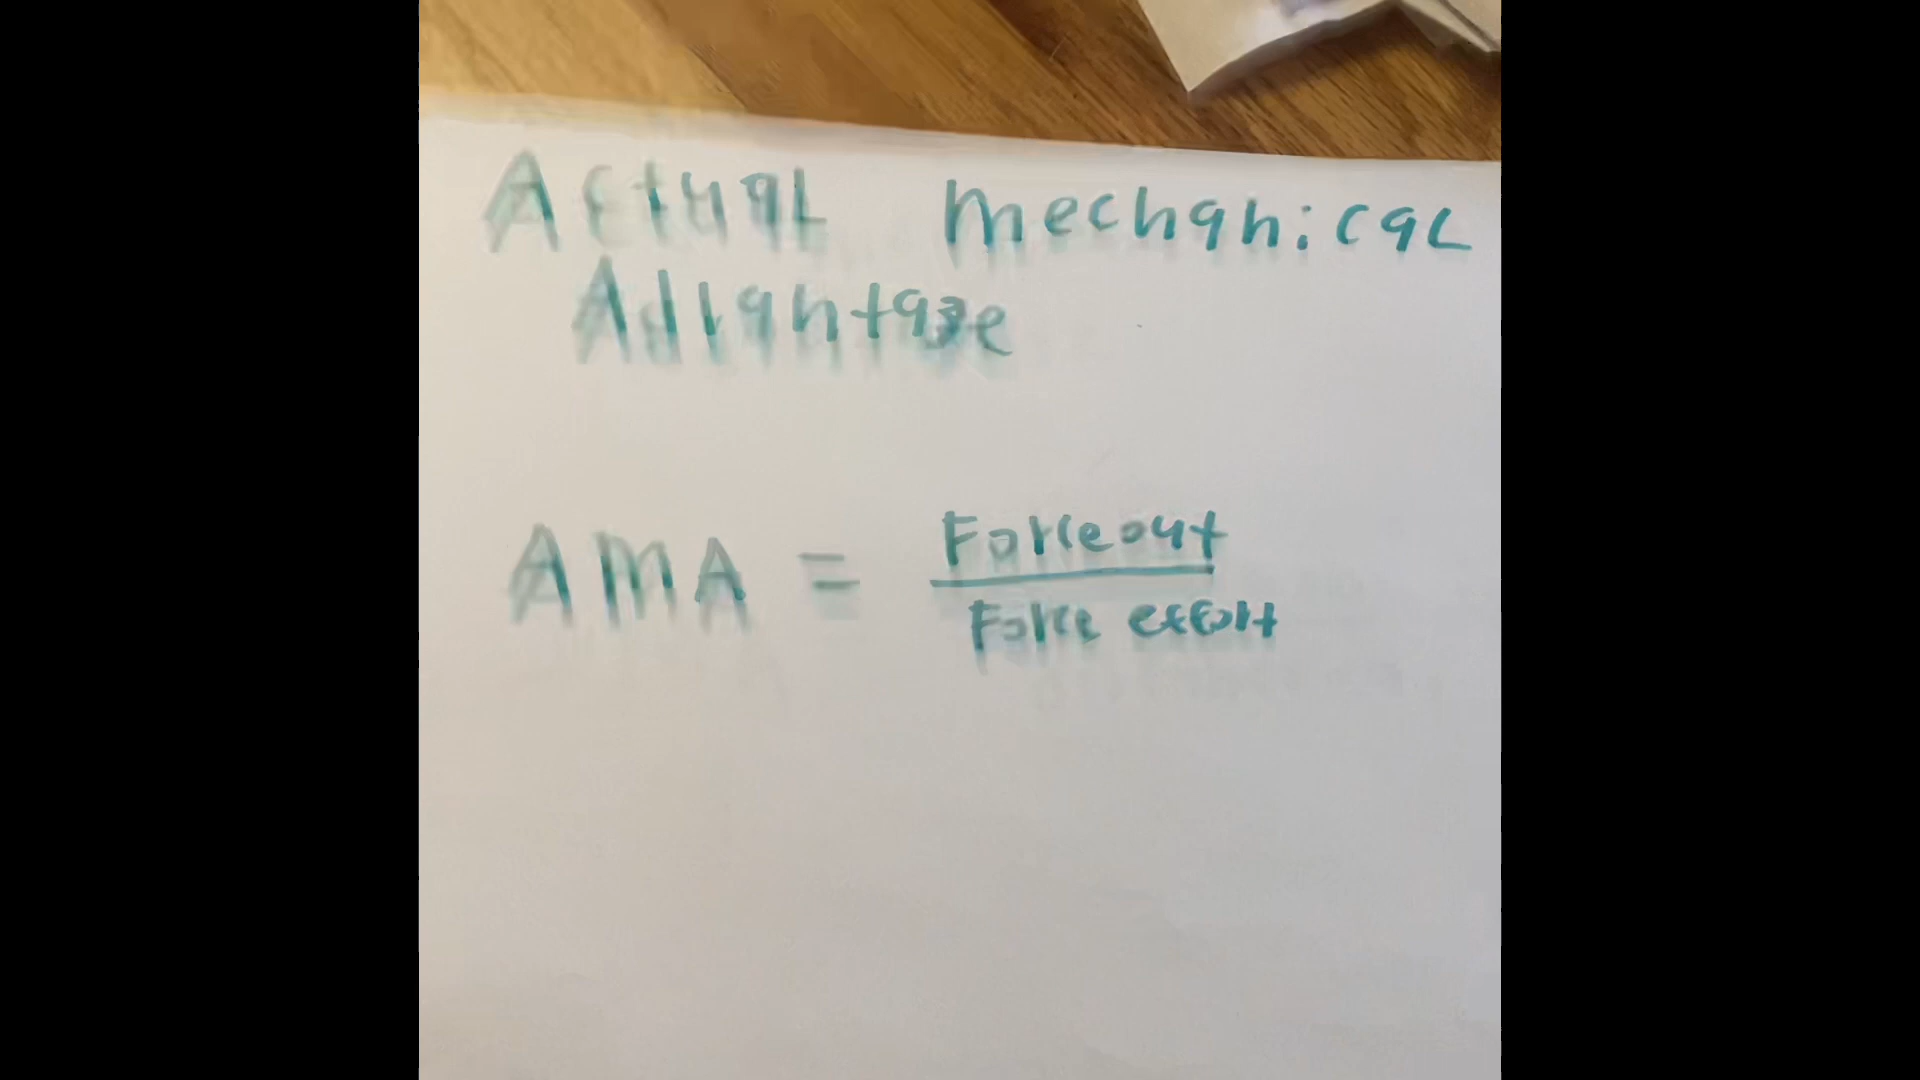 Actual mechanical
Advantage
AMA = Force out
Force effort